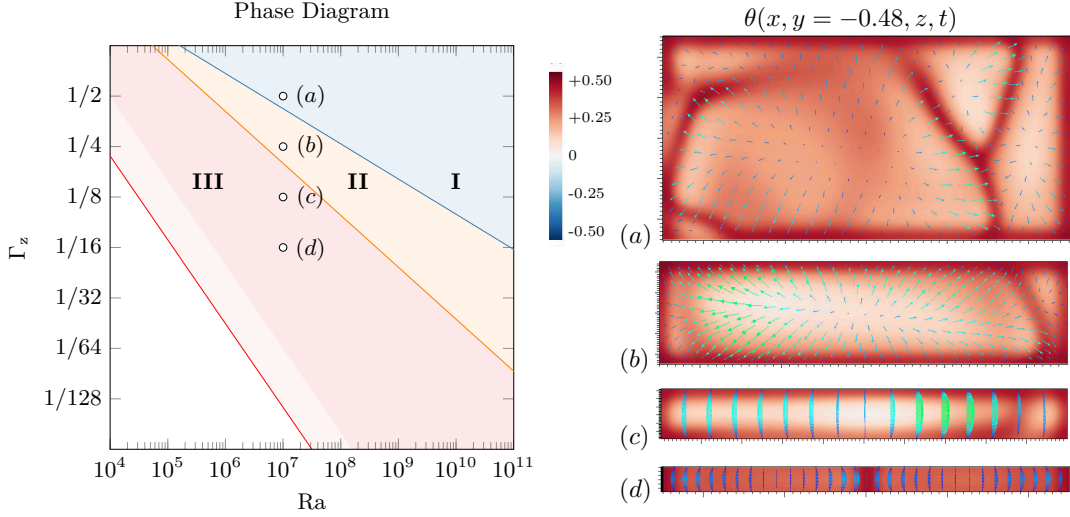 Phase Diagram
θ(x, y = −0.48, z, t)
1/2
1/4
1/8
1/16
1/32
1/64
1/128
Γz
(a)
(b)
(c)
(d)
III
II
I
10^4
10^5
10^6
10^7
10^8
10^9
10^10
10^11
Ra
+0.50
+0.25
0
-0.25
-0.50
(a)
(b)
(c)
(d)